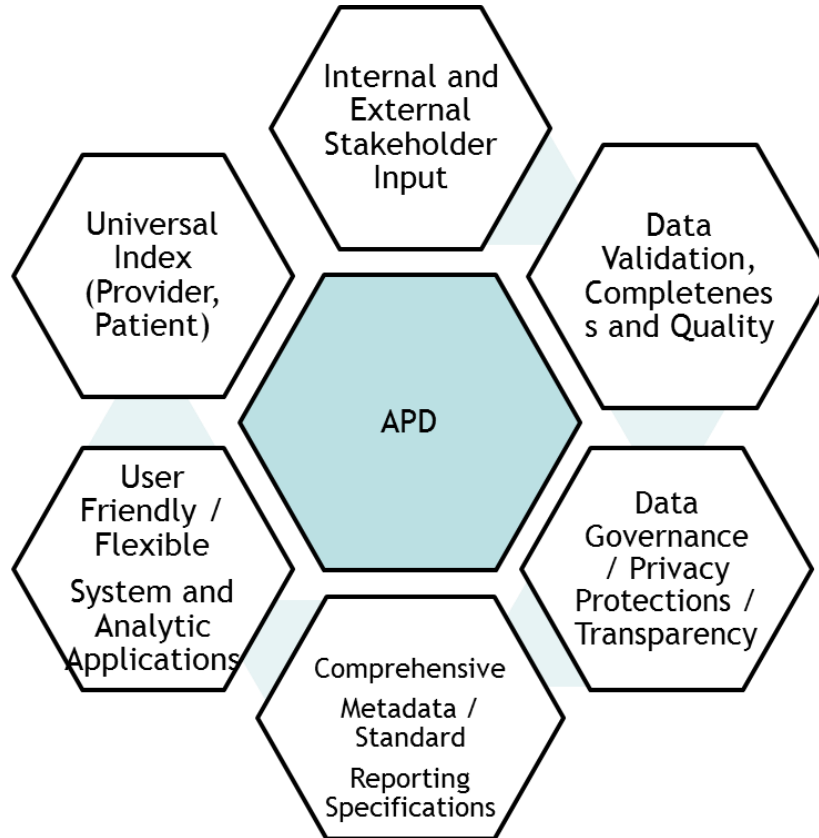 Internal and
External
Stakeholder
Input
Data
Validation,
Completenes
s and Quality
Data
Governance
/ Privacy
Protections /
Transparency
Comprehensive
Metadata /
Standard
Reporting
Specifications
User
Friendly /
Flexible
System and
Analytic
Applications
Universal
Index
(Provider,
Patient)
APD